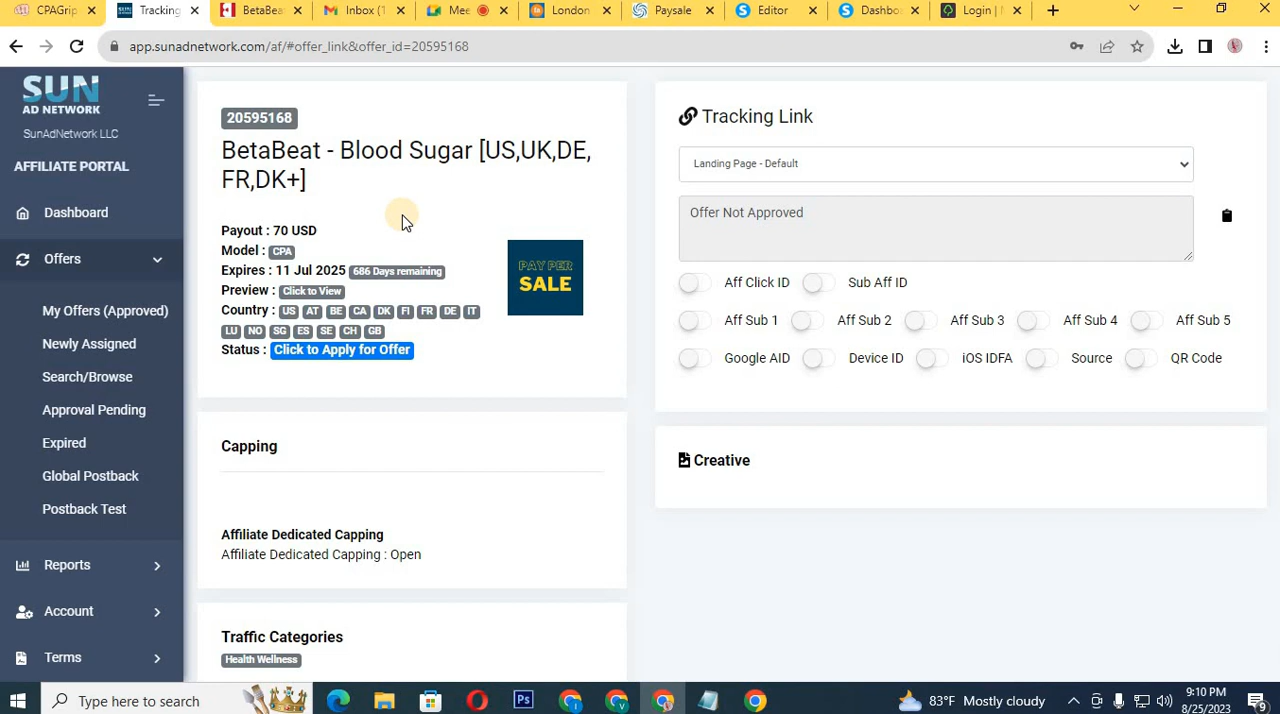 CPAGrip
Tracking
BetaBea
Inbox (1
Mee
London
Paysale
Editor
Dashbo
Login |
app.sunadnetwork.com/af/#offer_link&offer_id=20595168
SUN
AD NETWORK
SunAdNetwork LLC
AFFILIATE PORTAL
Dashboard
Offers
My Offers (Approved)
Newly Assigned
Search/Browse
Approval Pending
Expired
Global Postback
Postback Test
Reports
Account
Terms
20595168
BetaBeat - Blood Sugar [US,UK,DE,
FR,DK+]
Payout : 70 USD
Model : CPA
Expires : 11 Jul 2025 686 Days remaining
Preview : Click to View
Country : US AT BE CA DK FI FR DE IT
LU NO SG ES SE CH GB
Status : Click to Apply for Offer
PAY PER
SALE
Capping
Affiliate Dedicated Capping
Affiliate Dedicated Capping : Open
Traffic Categories
Health Wellness
Tracking Link
Landing Page - Default
Offer Not Approved
Aff Click ID Sub Aff ID
Aff Sub 1 Aff Sub 2 Aff Sub 3 Aff Sub 4 Aff Sub 5
Google AID Device ID iOS IDFA Source QR Code
Creative
Type here to search
Ps
83°F Mostly cloudy
9:10 PM
8/25/2023
9